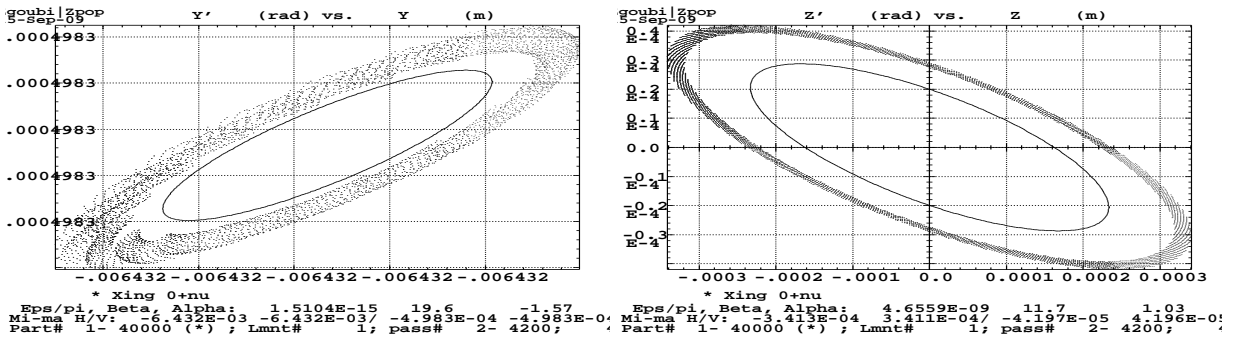 goubi|Zpop
5-Sep-09
Y' (rad) vs. Y (m)
.0004983
.0004983
.0004983
.0004983
.0004983
-.006432 -.006432 -.006432 -.006432 -.006432
* Xing 0+nu
Eps/pi, Beta, Alpha: 1.5104E-15 19.6 -1.57
Mi-ma H/V: -6.432E-03 -6.432E-03/ -4.983E-04 -4.983E-04
Part# 1- 40000 (*) ; Lmnt# 1; pass# 2- 4200;
goubi|Zpop
5-Sep-09
Z' (rad) vs. Z (m)
0.4
E-4
0.3
E-4
0.2
E-4
0.1
E-4
0.0
-0.1
E-4
-0.2
E-4
-0.3
E-4
-.0003 -.0002 -.0001 0.0 0.0001 0.0002 0.0003
* Xing 0+nu
Eps/pi, Beta, Alpha: 4.6559E-09 11.7 1.03
Mi-ma H/V: -3.413E-04 3.411E-04/ -4.197E-05 4.196E-05
Part# 1- 40000 (*) ; Lmnt# 1; pass# 2- 4200;